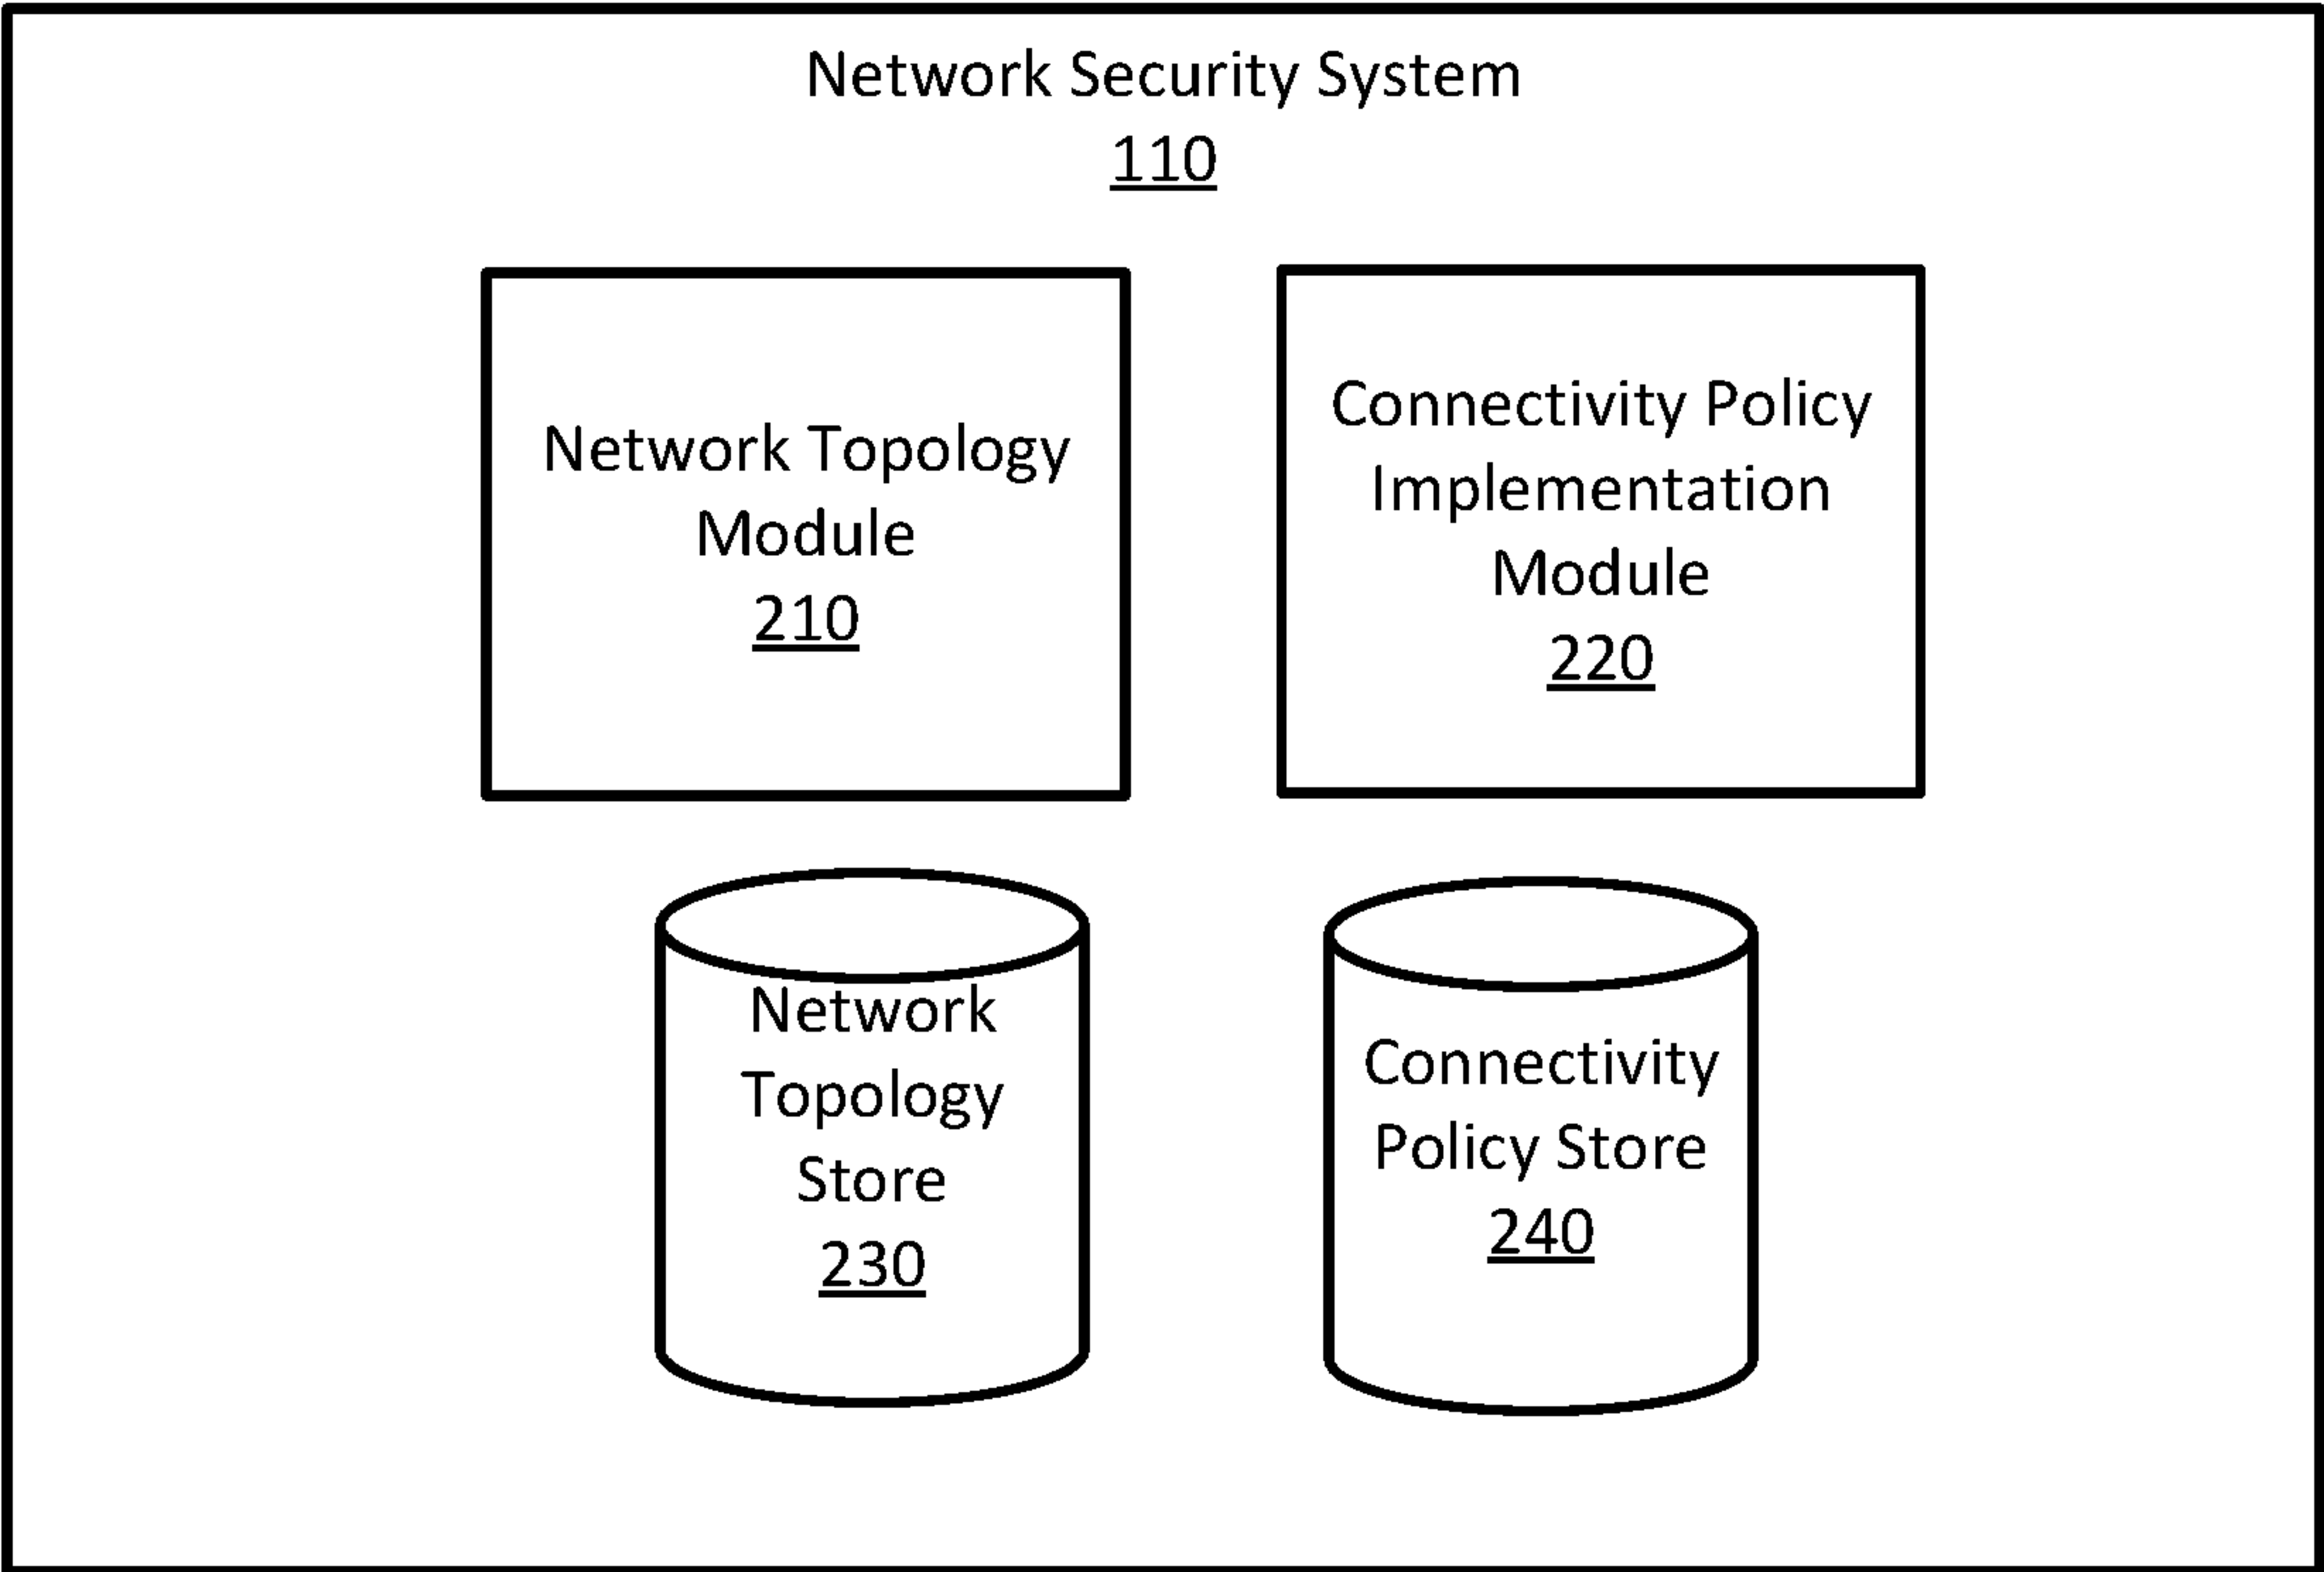 Network Security System
110
Network Topology
Module
210
Connectivity Policy
Implementation
Module
220
Network
Topology
Store
230
Connectivity
Policy Store
240